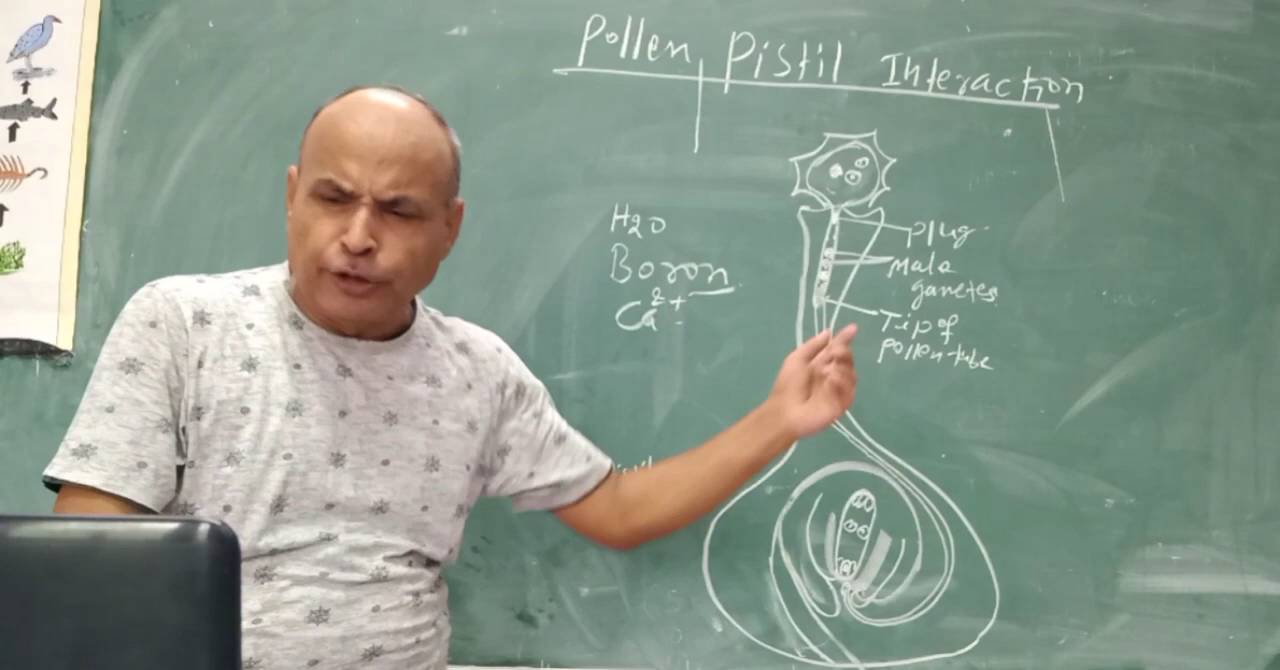 Pollen Pistil Interaction
H2O
Boron
Ca2+
Plug
Male
gametes
Tip of
Pollen-tube